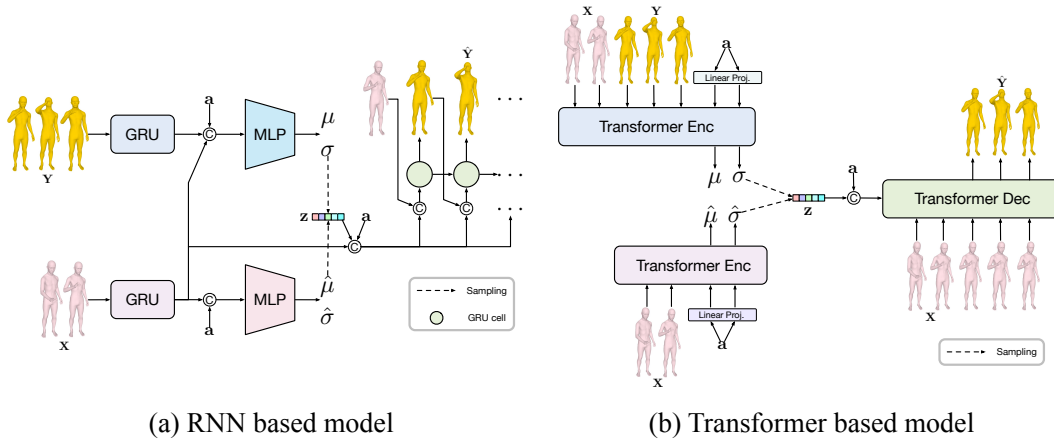 Y
a
GRU
C
MLP
μ
σ
z
a
C
X
GRU
C
a
MLP
μ̂
σ̂
Ŷ
...
...
C
C
...
Sampling
GRU cell
(a) RNN based model
X
Y
a
Linear Proj.
Transformer Enc
μ
σ
μ̂
σ̂
z
a
C
Ŷ
Transformer Dec
Transformer Enc
Linear Proj.
a
X
X
Sampling
(b) Transformer based model